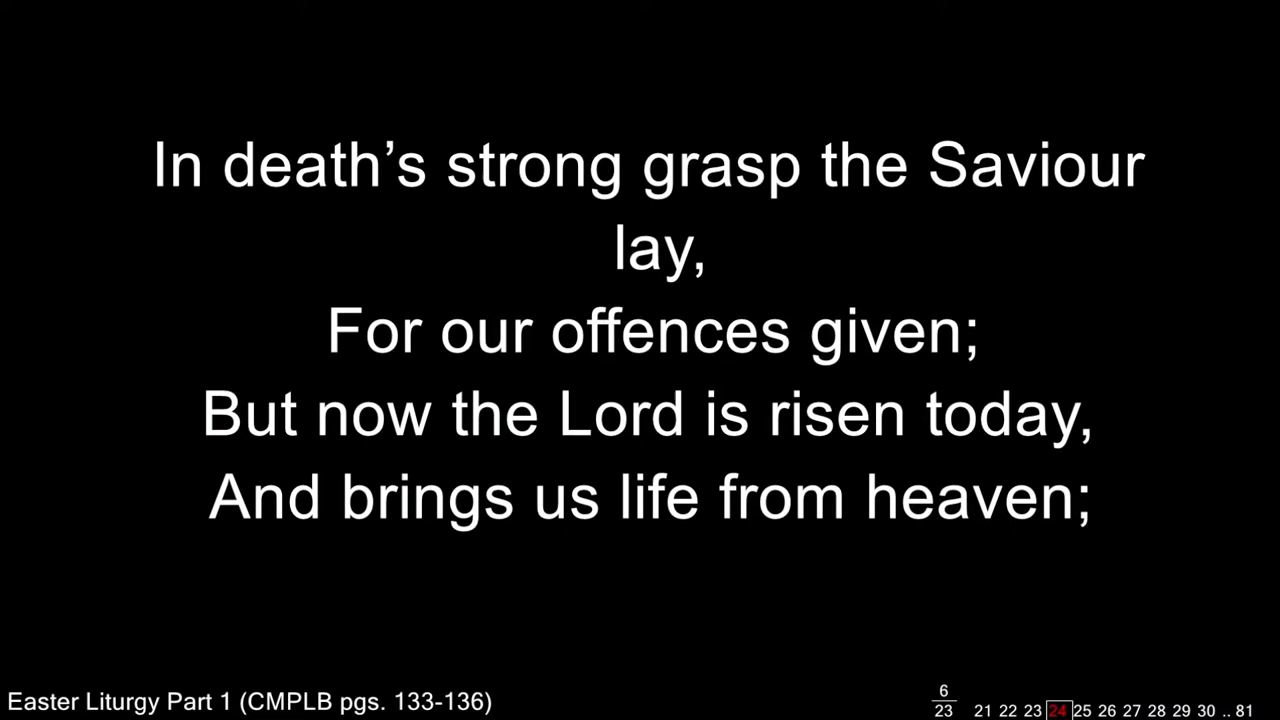 In death’s strong grasp the Saviour
lay,
For our offences given;
But now the Lord is risen today,
And brings us life from heaven;
Easter Liturgy Part 1 (CMPLB pgs. 133-136)
6
23
21 22 23 24 25 26 27 28 29 30 .. 81